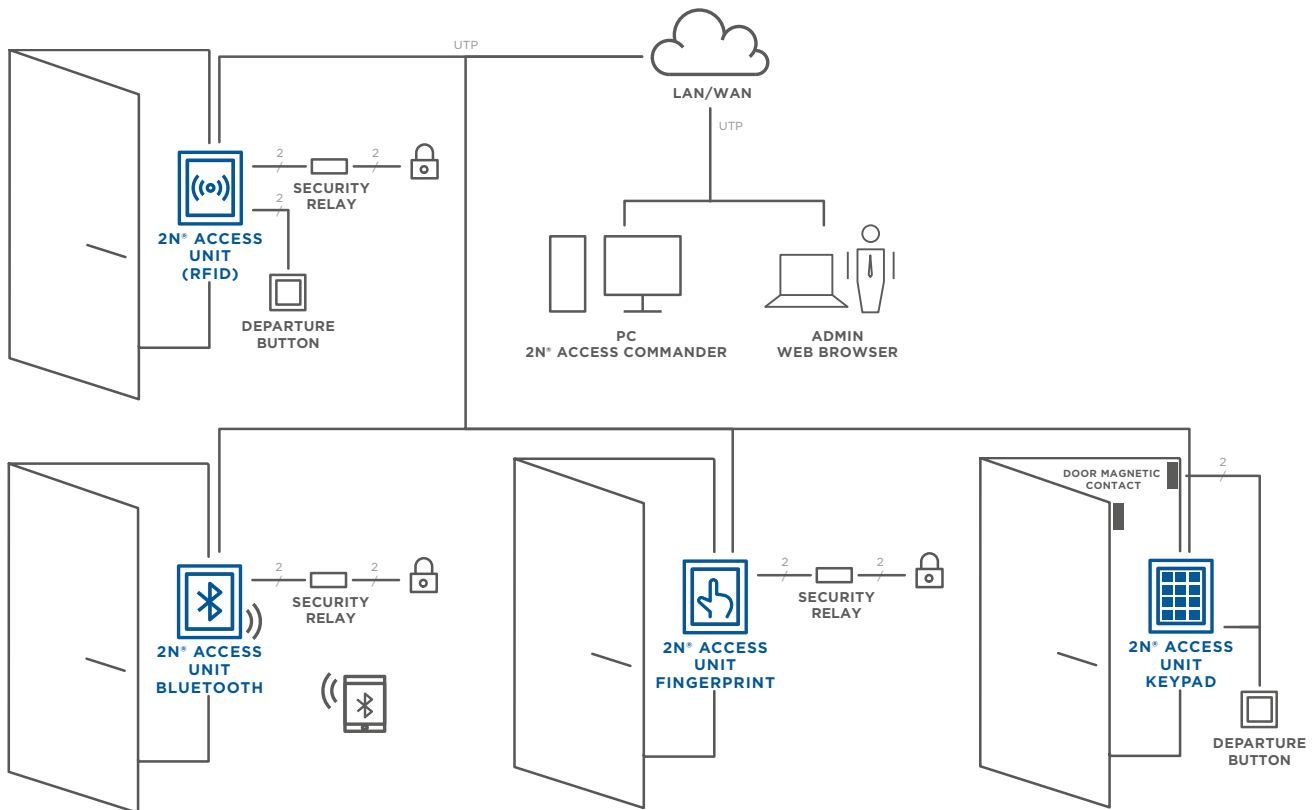 UTP
LAN/WAN
UTP
2
2
SECURITY
RELAY
2
2N® ACCESS
UNIT
(RFID)
DEPARTURE
BUTTON
PC
2N® ACCESS COMMANDER
ADMIN
WEB BROWSER
2
2
SECURITY
RELAY
2N® ACCESS
UNIT
BLUETOOTH
2
2
SECURITY
RELAY
2N® ACCESS
UNIT
FINGERPRINT
DOOR MAGNETIC
CONTACT
2
2N® ACCESS
UNIT
KEYPAD
DEPARTURE
BUTTON